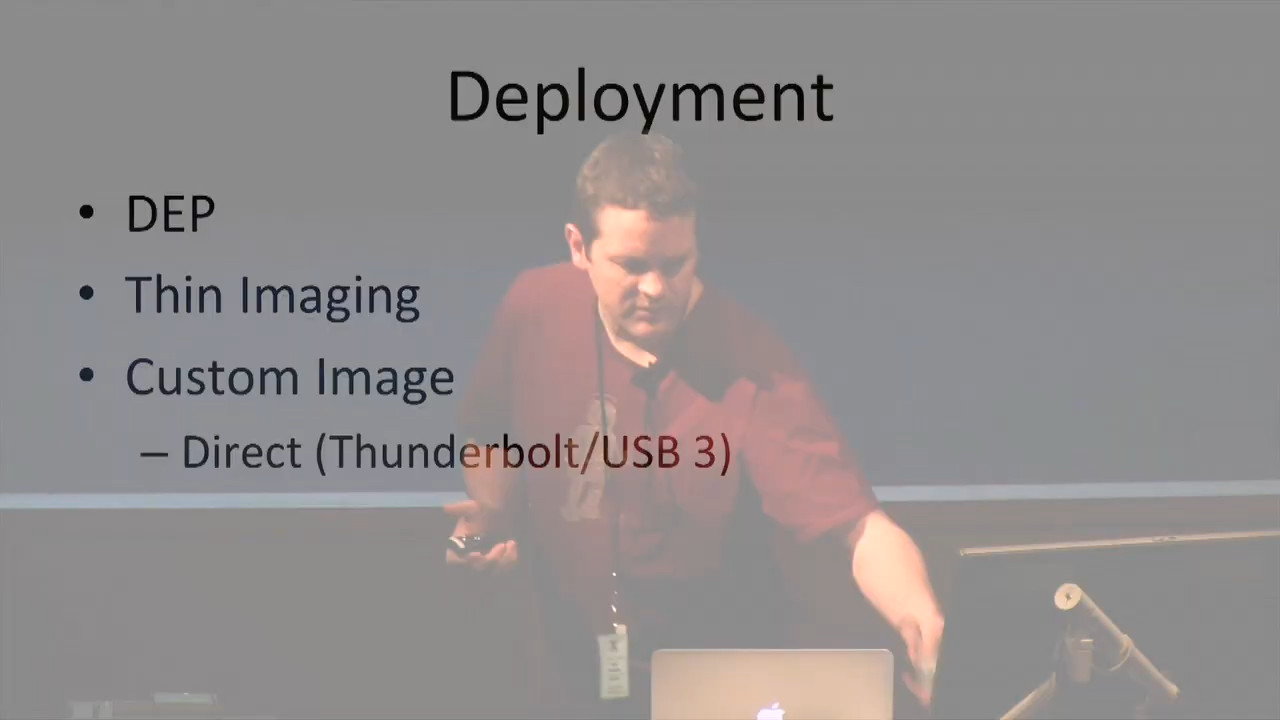 Deployment
• DEP
• Thin Imaging
• Custom Image
– Direct (Thunderbolt/USB 3)